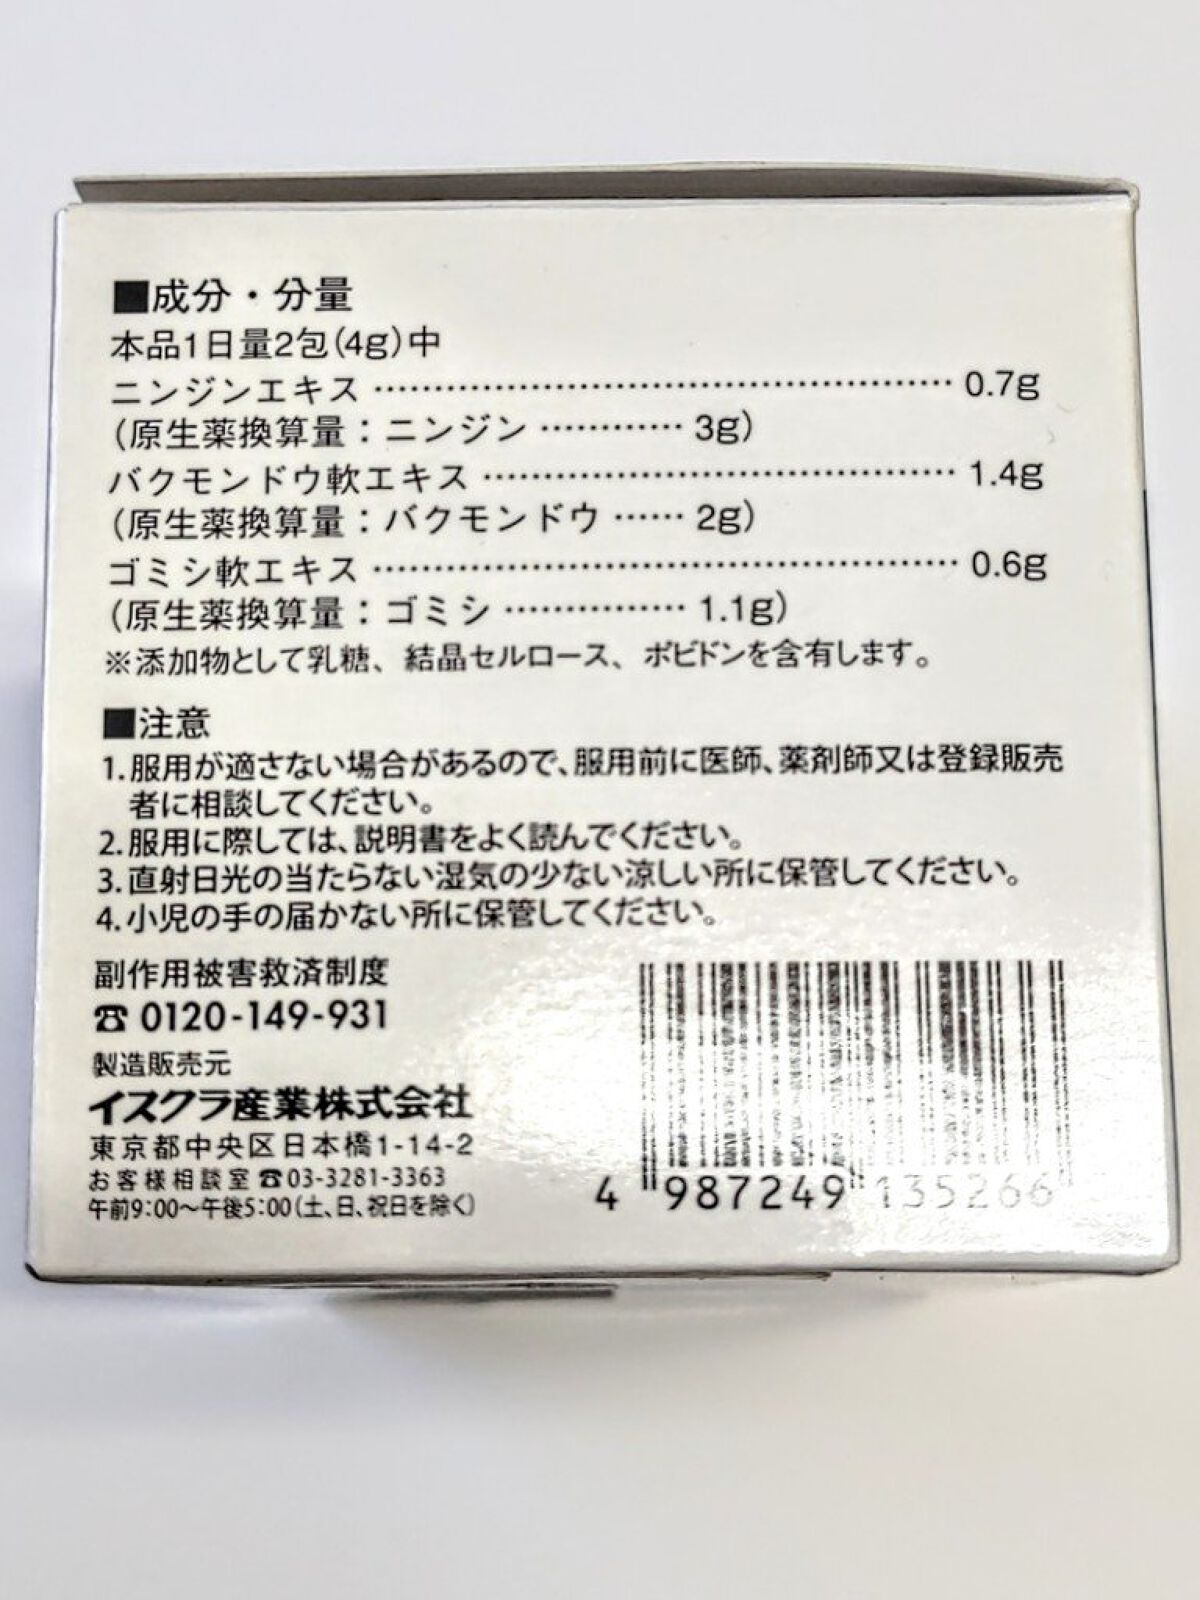 ■成分・分量
本品1日量2包(4g)中
ニンジンエキス ………………………………………… 0.7g
(原生薬換算量：ニンジン ………… 3g)
バクモンドウ軟エキス ………………………………… 1.4g
(原生薬換算量：バクモンドウ …… 2g)
ゴミシ軟エキス ………………………………………… 0.6g
(原生薬換算量：ゴミシ …………… 1.1g)
※添加物として乳糖、結晶セルロース、ポビドンを含有します。
■注意
1.服用が適さない場合があるので、服用前に医師、薬剤師又は登録販売
者に相談してください。
2.服用に際しては、説明書をよく読んでください。
3.直射日光の当たらない湿気の少ない涼しい所に保管してください。
4.小児の手の届かない所に保管してください。
副作用被害救済制度
☎0120-149-931
製造販売元
イスクラ産業株式会社
東京都中央区日本橋1-14-2
お客様相談室☎03-3281-3363
午前9:00〜午後5:00(土、日、祝日を除く)
4 987249 135266